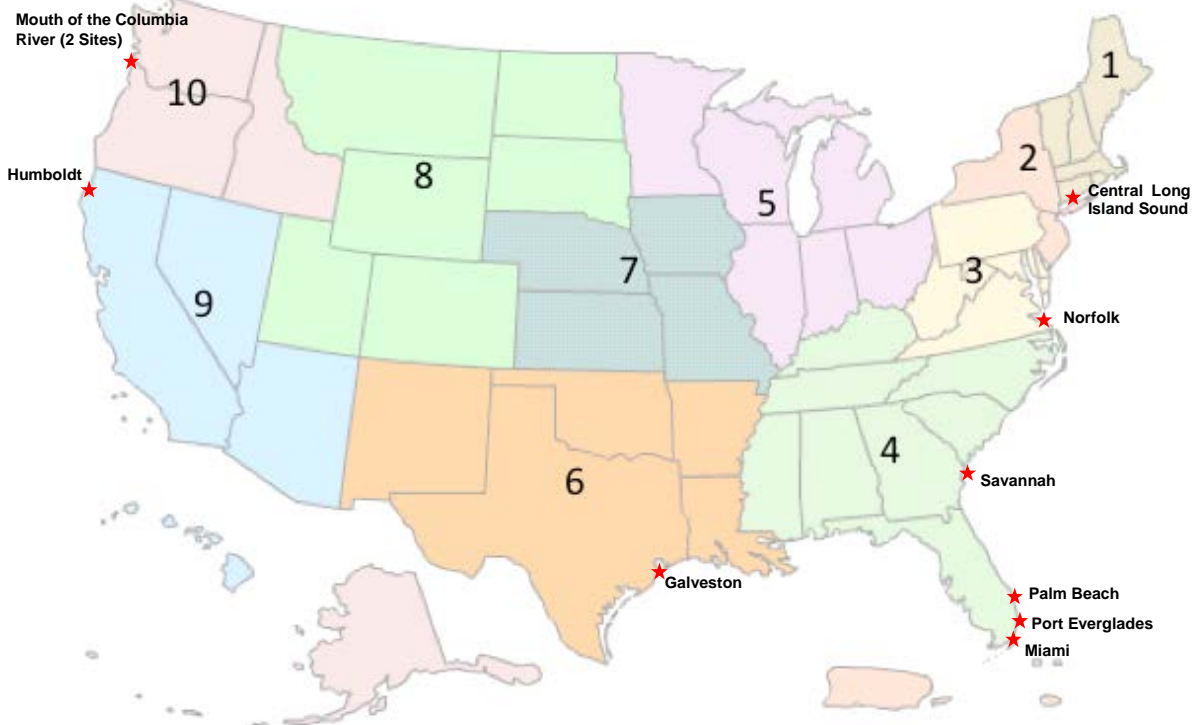 Mouth of the Columbia
River (2 Sites)
1
10
2
Humboldt
8
5
Central Long
Island Sound
7
3
9
Norfolk
4
6
Savannah
Galveston
Palm Beach
Port Everglades
Miami